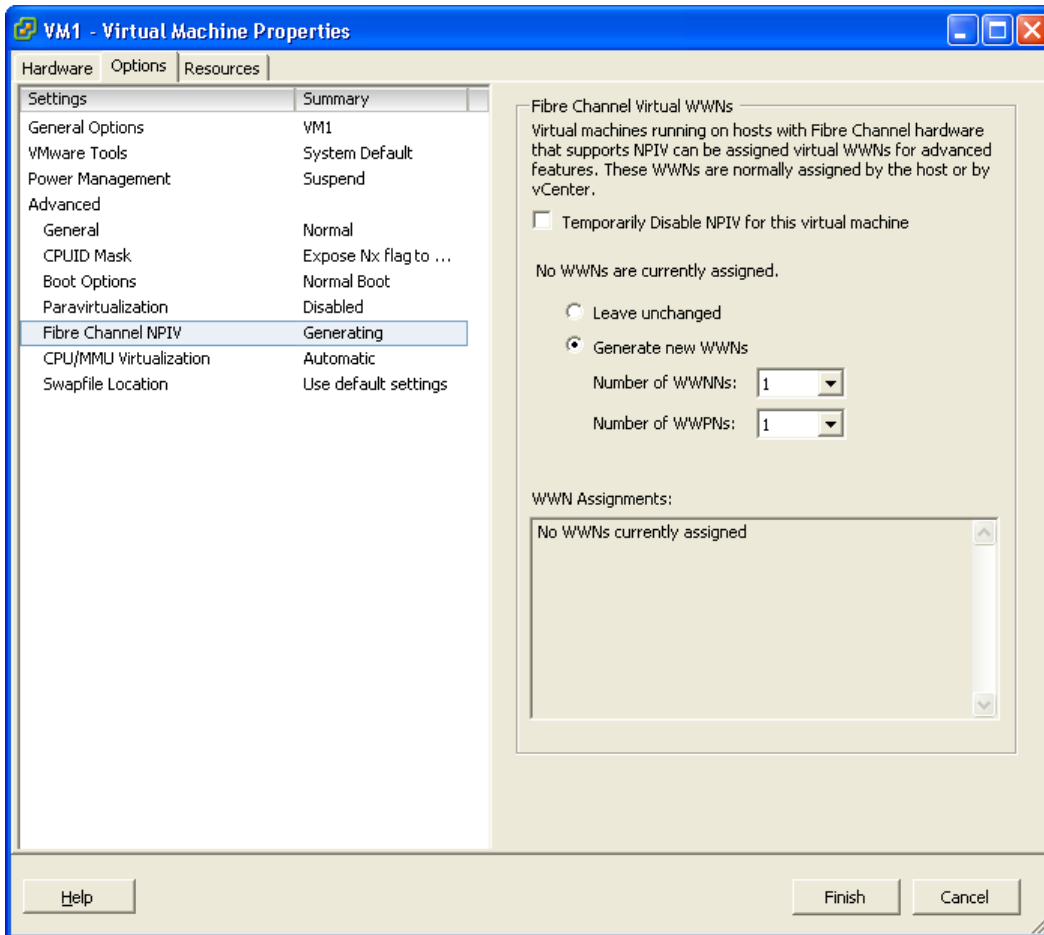 VM1 - Virtual Machine Properties
Hardware Options Resources
Settings Summary
General Options VM1
VMware Tools System Default
Power Management Suspend
Advanced
General Normal
CPUID Mask Expose Nx flag to ...
Boot Options Normal Boot
Paravirtualization Disabled
Fibre Channel NPIV Generating
CPU/MMU Virtualization Automatic
Swapfile Location Use default settings
Fibre Channel Virtual WWNs
Virtual machines running on hosts with Fibre Channel hardware
that supports NPIV can be assigned virtual WWNs for advanced
features. These WWNs are normally assigned by the host or by
vCenter.
Temporarily Disable NPIV for this virtual machine
No WWNs are currently assigned.
Leave unchanged
Generate new WWNs
Number of WWNNs: 1
Number of WWPNs: 1
WWN Assignments:
No WWNs currently assigned
Help Finish Cancel